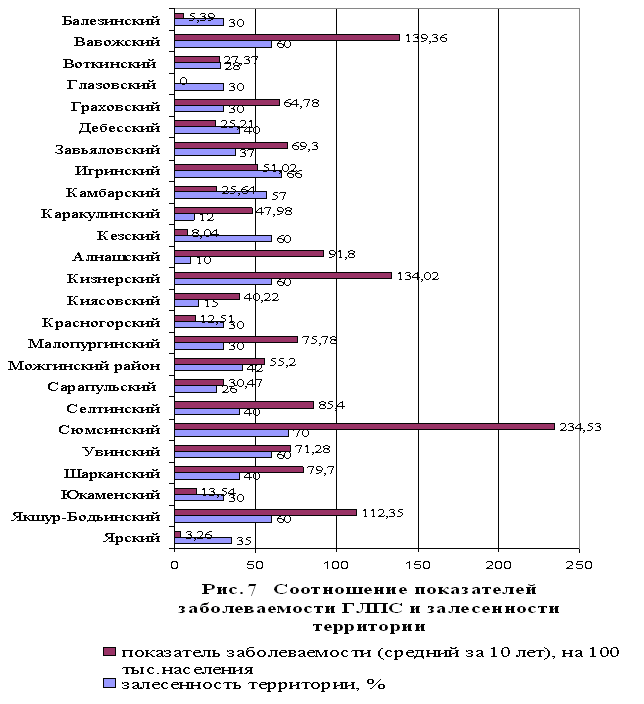 Балезинский 5,39 30
Вавожский 139,36 60
Воткинский 27,37 28
Глазовский 0 30
Граховский 64,78 30
Дебесский 25,21 40
Завьяловский 69,3 37
Игринский 51,02 66
Камбарский 25,61 57
Каракулинский 47,98 12
Кезский 8,04 60
Алнашский 91,8 10
Кизнерский 134,02 60
Киясовский 40,22 15
Красногорский 12,51 30
Малопургинский 75,78 30
Можгинский район 55,2 42
Сарапульский 30,47 26
Селтинский 85,4 40
Сюмсинский 234,53 70
Увинский 71,28 60
Шарканский 79,7 40
Юкаменский 13,54 30
Якшур-Бодьинский 112,35 60
Ярский 3,26 35
0 50 100 150 200 250
Рис. 7 Соотношение показателей
заболеваемости ГЛПС и залесенности
территории
показатель заболеваемости (средний за 10 лет), на 100
тыс.населения
залесенность территории, %